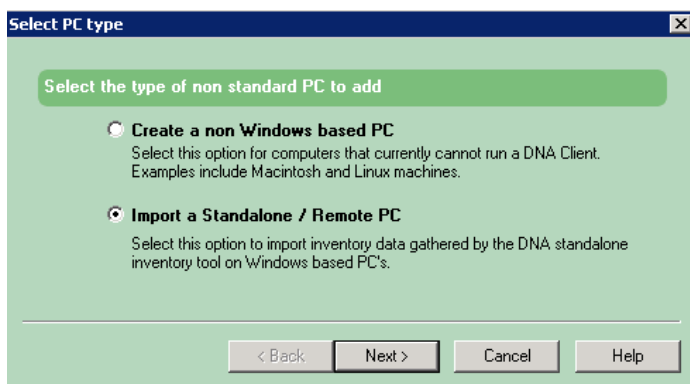 Select PC type
Select the type of non standard PC to add
Create a non Windows based PC
Select this option for computers that currently cannot run a DNA Client.
Examples include Macintosh and Linux machines.
Import a Standalone / Remote PC
Select this option to import inventory data gathered by the DNA standalone
inventory tool on Windows based PC's.
< Back Next > Cancel Help